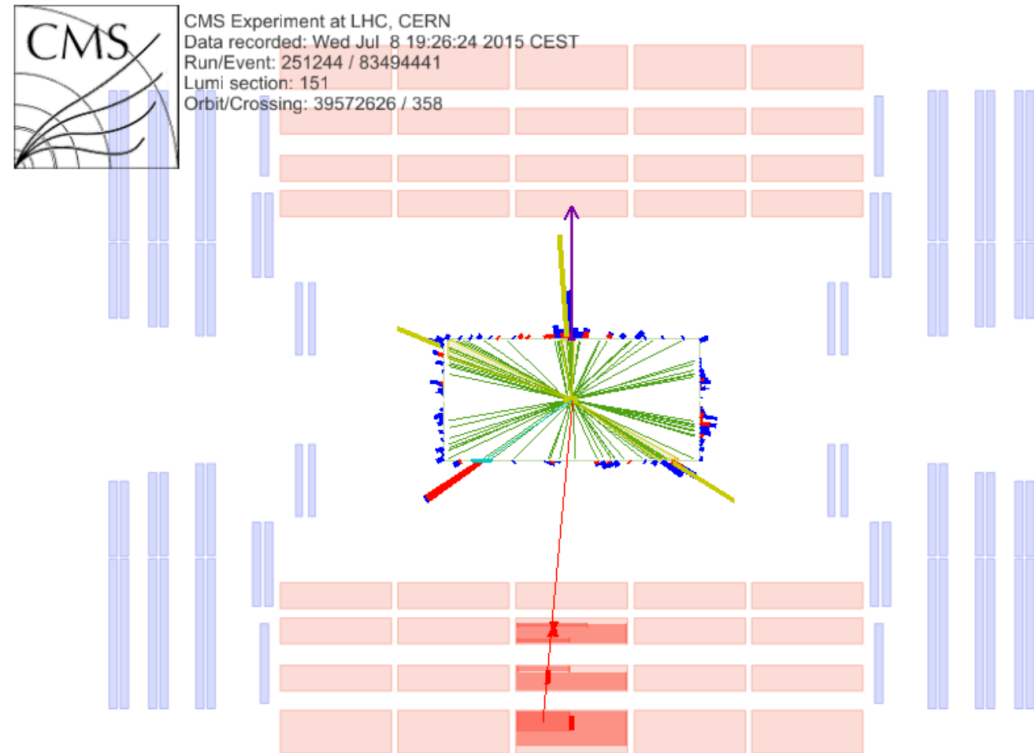 CMS
CMS Experiment at LHC, CERN
Data recorded: Wed Jul 8 19:26:24 2015 CEST
Run/Event: 251244 / 83494441
Lumi section: 151
Orbit/Crossing: 39572626 / 358